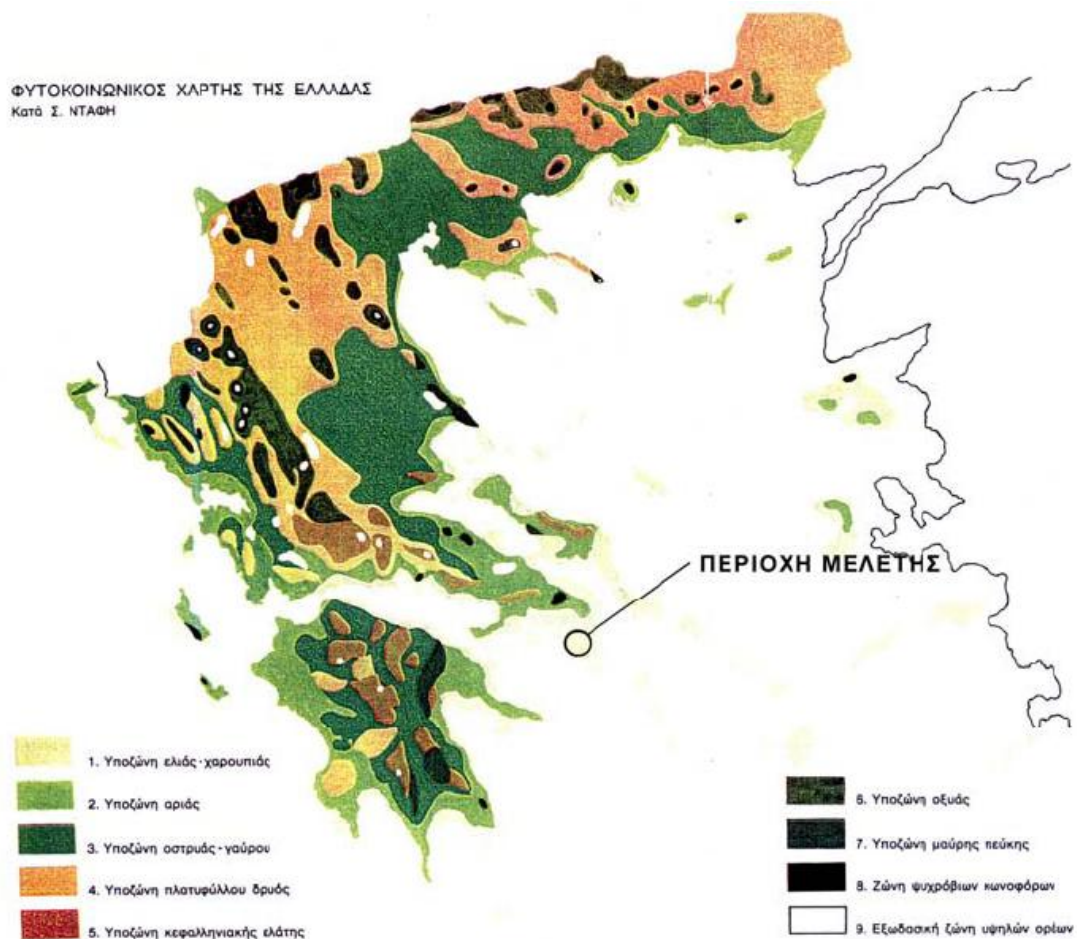 ΦΥΤΟΚΟΙΝΩΝΙΚΟΣ ΧΑΡΤΗΣ ΤΗΣ ΕΛΛΑΔΑΣ
Κατά Σ. ΝΤΑΦΗ
ΠΕΡΙΟΧΗ ΜΕΛΕΤΗΣ
1. Υποζώνη ελιάς-χαρουπιάς
2. Υποζώνη αριάς
3. Υποζώνη οστρυάς-γαύρου
4. Υποζώνη πλατυφύλλου δρυός
5. Υποζώνη κεφαλληνιακής ελάτης
6. Υποζώνη οξυάς
7. Υποζώνη μαύρης πεύκης
8. Ζώνη ψυχρόβιων κωνοφόρων
9. Εξωδασική ζώνη υψηλών ορέων